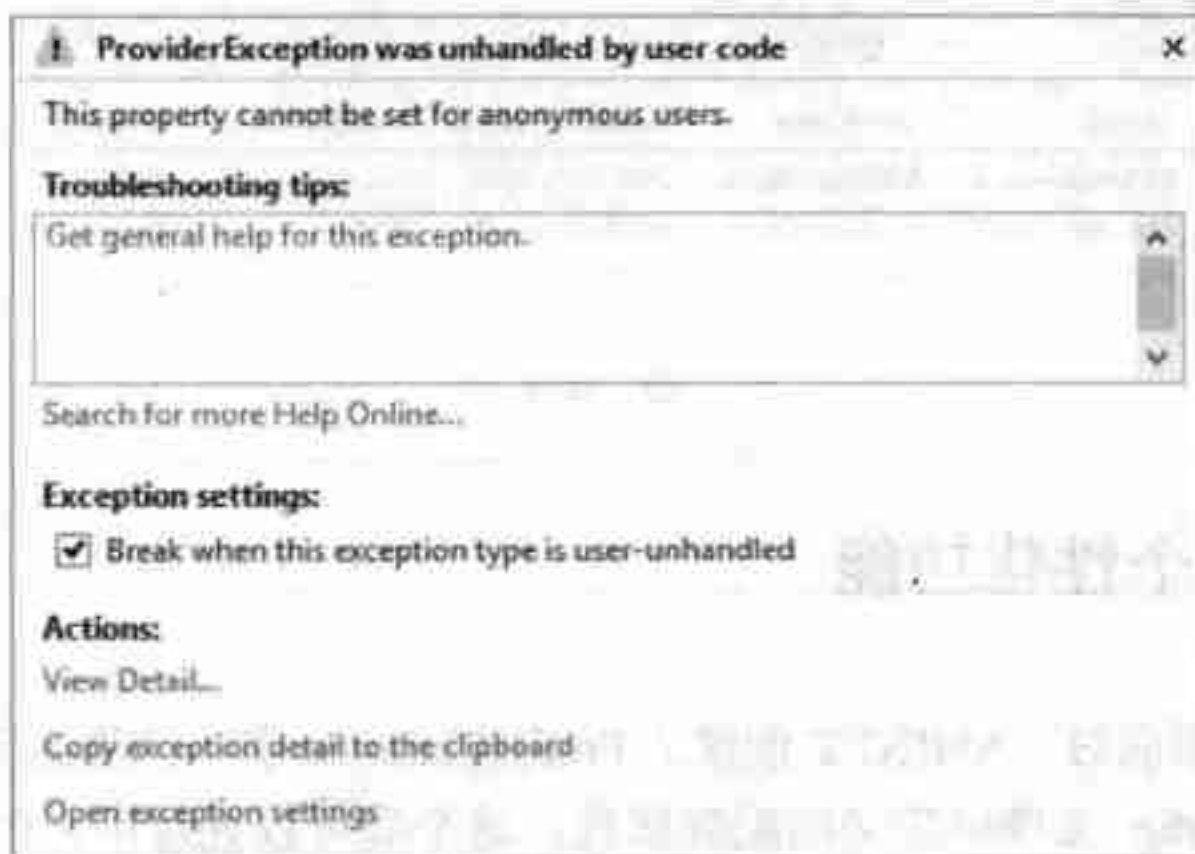 ProviderException was unhandled by user code
This property cannot be set for anonymous users.
Troubleshooting tips:
Get general help for this exception.
Search for more Help Online...
Exception settings:
Break when this exception type is user-unhandled
Actions:
View Detail...
Copy exception detail to the clipboard
Open exception settings